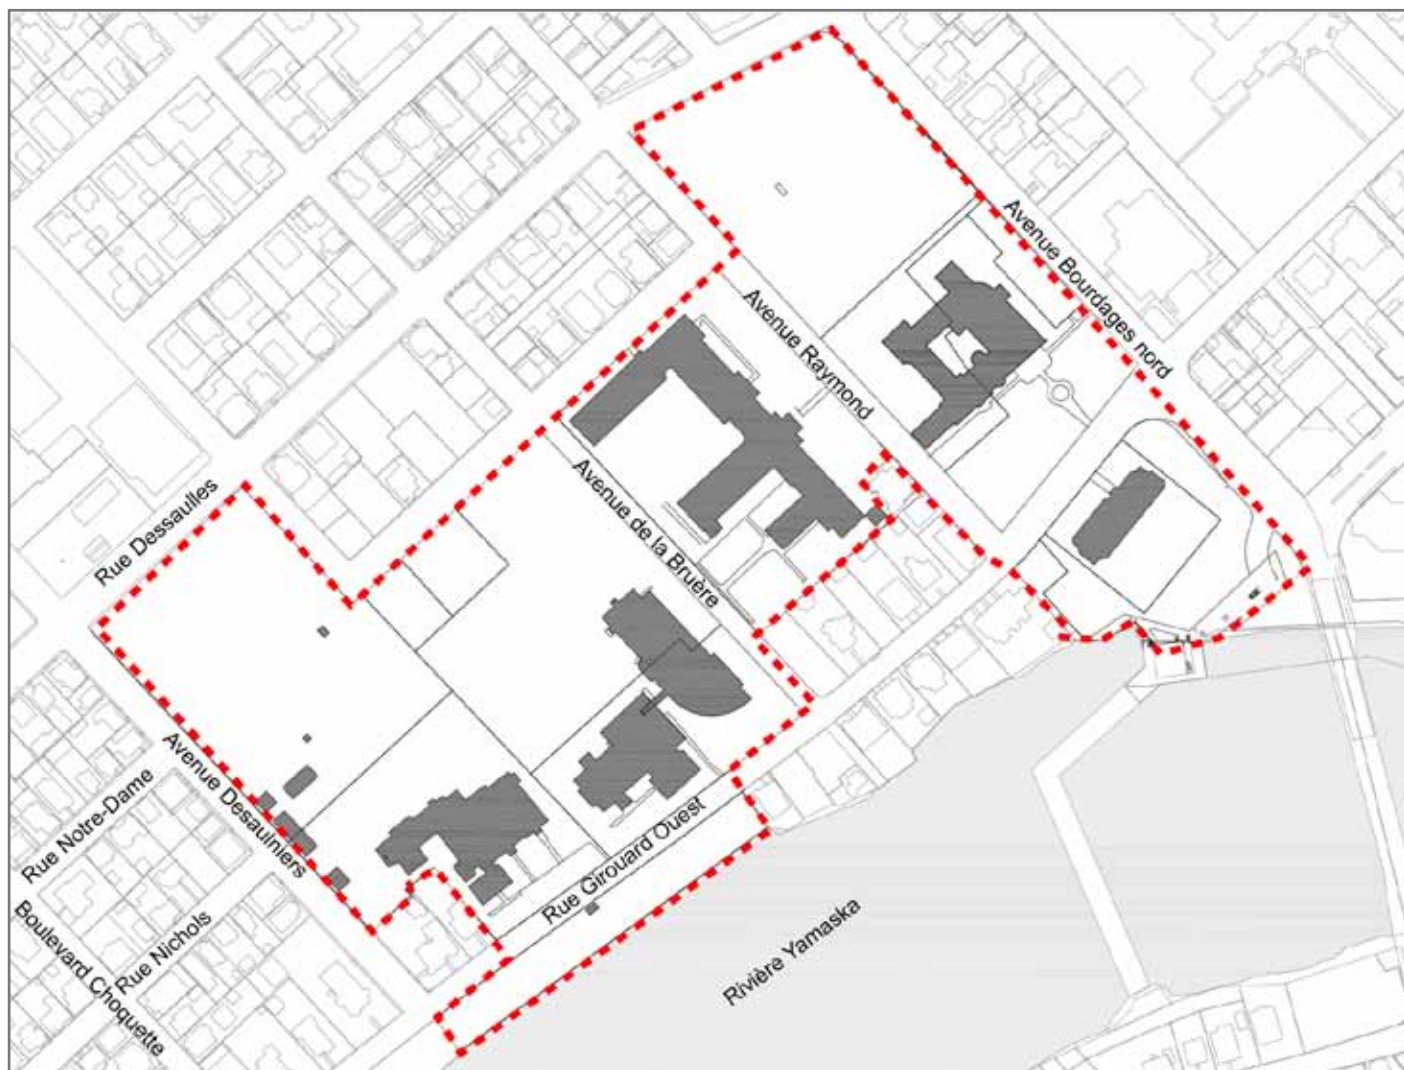 Avenue Bourdages nord
Avenue Raymond
Rue Dessaulles
Avenue de la Bruère
Avenue Desaulniers
Rue Notre-Dame
Rue Girouard Ouest
Rue Nichols
Boulevard Choquette
Rivière Yamaska